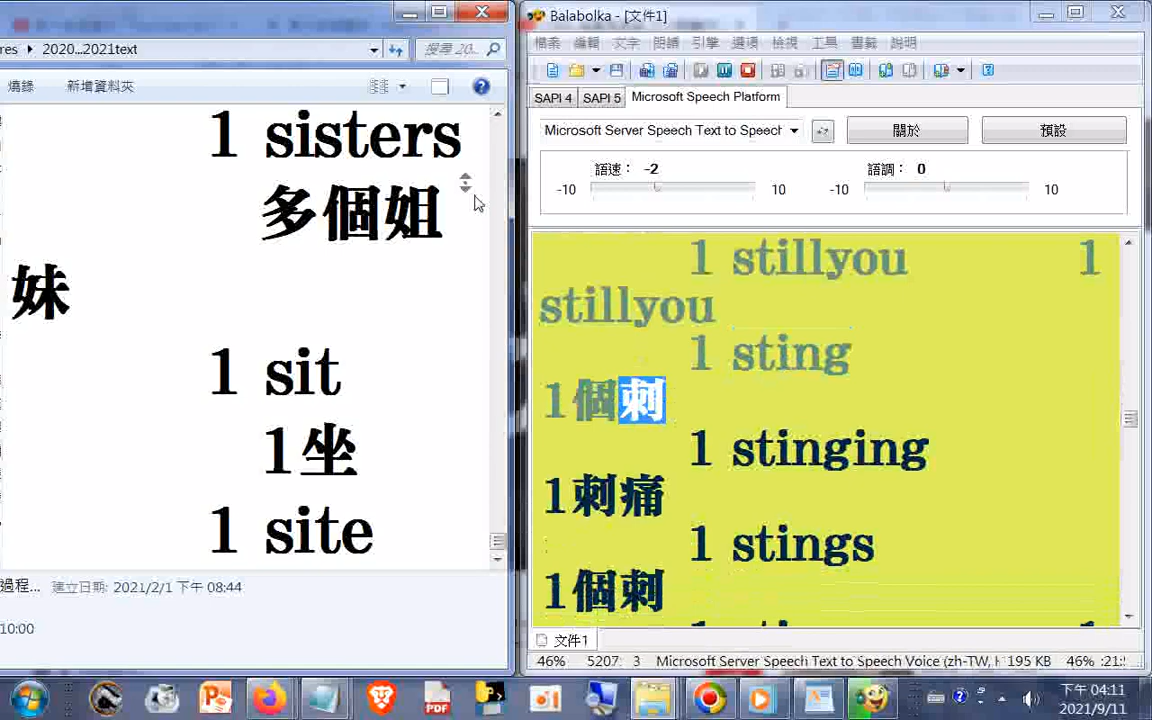 res ▸ 2020...2021text
搜尋 20...
燒錄 新增資料夾
1 sisters
多個姐
妹
1 sit
1坐
1 site
過程... 建立日期: 2021/2/1 下午 08:44
10:00
Balabolka - [文件1]
檔案 編輯 文字 閱讀 引擎 選項 檢視 工具 書籤 說明
SAPI 4 SAPI 5 Microsoft Speech Platform
Microsoft Server Speech Text to Speech
關於 預設
語速： -2 語調： 0
-10 10 -10 10
1 stillyou 1
stillyou
1 sting
1個刺
1 stinging
1刺痛
1 stings
1個刺
文件1
46% 5207: 3 Microsoft Server Speech Text to Speech Voice (zh-TW, 195 KB 46%
PDF
下午 04:11
2021/9/11